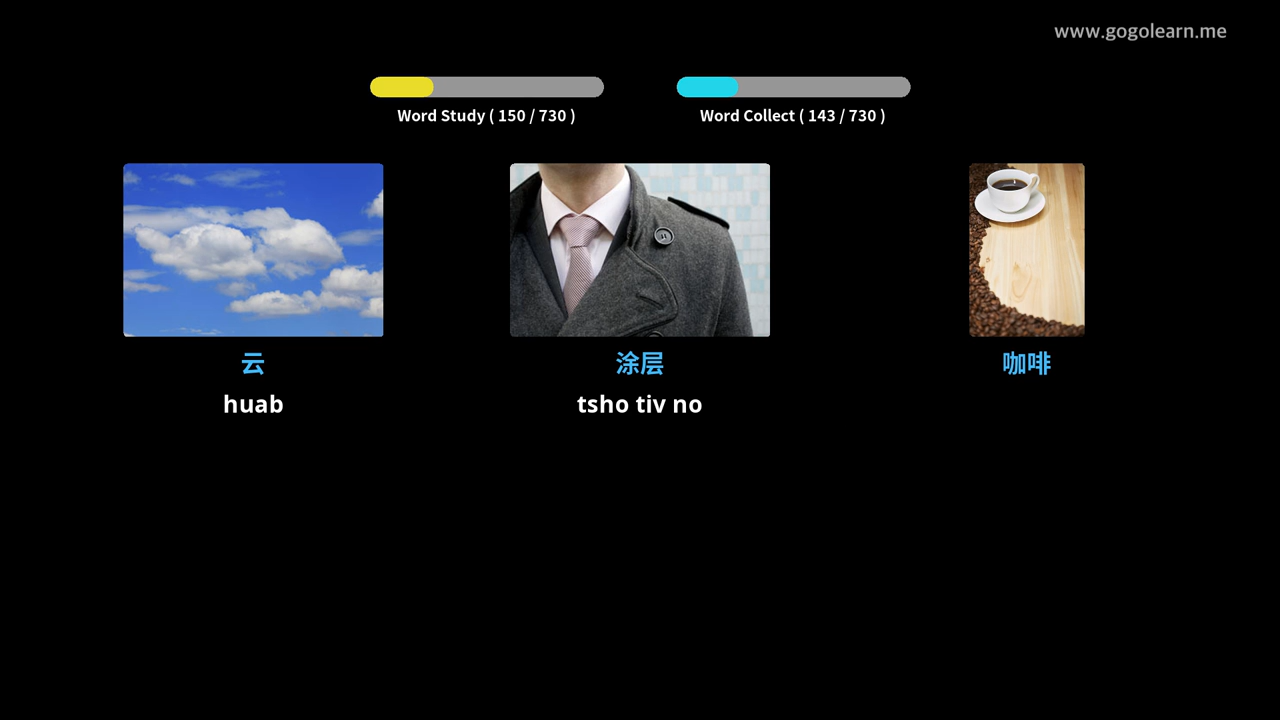 www.gogolearn.me
Word Study ( 150 / 730 )
Word Collect ( 143 / 730 )
云
涂层
咖啡
huab
tsho tiv no